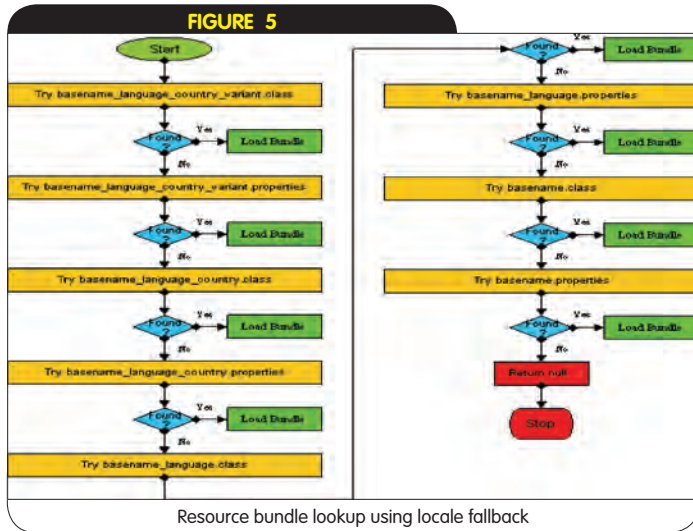 FIGURE 5
Start
Try basename_language_country_variant.class
Found ?
Yes
Load Bundle
No
Try basename_language_country_variant.properties
Found ?
Yes
Load Bundle
No
Try basename_language_country.class
Found ?
Yes
Load Bundle
No
Try basename_language_country.properties
Found ?
Yes
Load Bundle
No
Try basename_language.class
Found ?
Yes
Load Bundle
No
Try basename_language.properties
Found ?
Yes
Load Bundle
No
Try basename.class
Found ?
Yes
Load Bundle
No
Try basename.properties
Found ?
Yes
Load Bundle
No
Return null
Stop
Resource bundle lookup using locale fallback